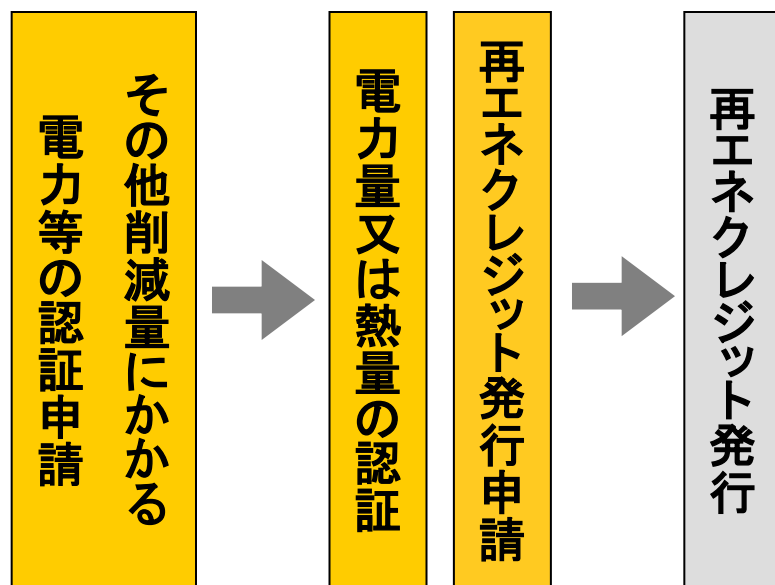 その他削減量にかかる
電力等の認証申請
電力量又は熱量の認証
再エネクレジット発行申請
再エネクレジット発行